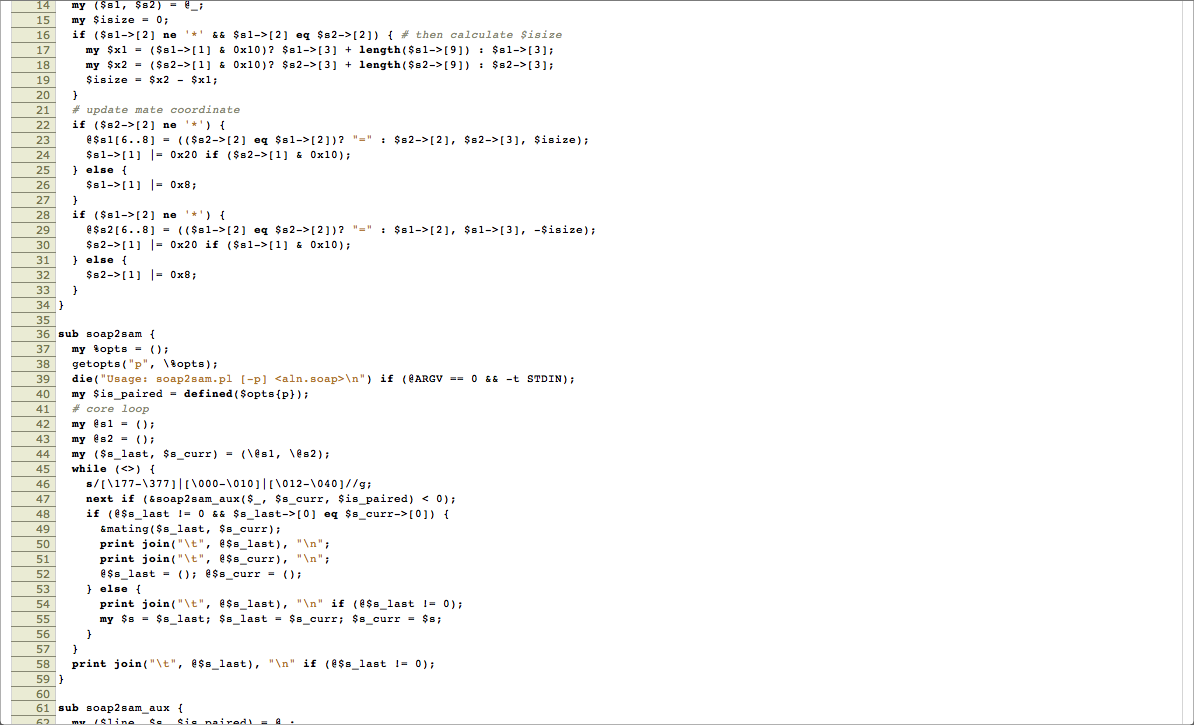 14 my ($s1, $s2) = @_;
15 my $isize = 0;
16 if ($s1->[2] ne '*' && $s1->[2] eq $s2->[2]) { # then calculate $isize
17 my $x1 = ($s1->[1] & 0x10)? $s1->[3] + length($s1->[9]) : $s1->[3];
18 my $x2 = ($s2->[1] & 0x10)? $s2->[3] + length($s2->[9]) : $s2->[3];
19 $isize = $x2 - $x1;
20 }
21 # update mate coordinate
22 if ($s2->[2] ne '*') {
23 @$s1[6..8] = (($s2->[2] eq $s1->[2])? "=" : $s2->[2], $s2->[3], $isize);
24 $s1->[1] |= 0x20 if ($s2->[1] & 0x10);
25 } else {
26 $s1->[1] |= 0x8;
27 }
28 if ($s1->[2] ne '*') {
29 @$s2[6..8] = (($s1->[2] eq $s2->[2])? "=" : $s1->[2], $s1->[3], -$isize);
30 $s2->[1] |= 0x20 if ($s1->[1] & 0x10);
31 } else {
32 $s2->[1] |= 0x8;
33 }
34 }
35
36 sub soap2sam {
37 my %opts = ();
38 getopts("p", \%opts);
39 die("Usage: soap2sam.pl [-p] <aln.soap>\n") if (@ARGV == 0 && -t STDIN);
40 my $is_paired = defined($opts{p});
41 # core loop
42 my @s1 = ();
43 my @s2 = ();
44 my ($s_last, $s_curr) = (\@s1, \@s2);
45 while (<>) {
46 s/[\177-\377]|[\000-\010]|[\012-\040]//g;
47 next if (&soap2sam_aux($_, $s_curr, $is_paired) < 0);
48 if (@$s_last != 0 && $s_last->[0] eq $s_curr->[0]) {
49 &mating($s_last, $s_curr);
50 print join("\t", @$s_last), "\n";
51 print join("\t", @$s_curr), "\n";
52 @$s_last = (); @$s_curr = ();
53 } else {
54 print join("\t", @$s_last), "\n" if (@$s_last != 0);
55 my $s = $s_last; $s_last = $s_curr; $s_curr = $s;
56 }
57 }
58 print join("\t", @$s_last), "\n" if (@$s_last != 0);
59 }
60
61 sub soap2sam_aux {
62 my ($line, $s, $is_paired) = @_;